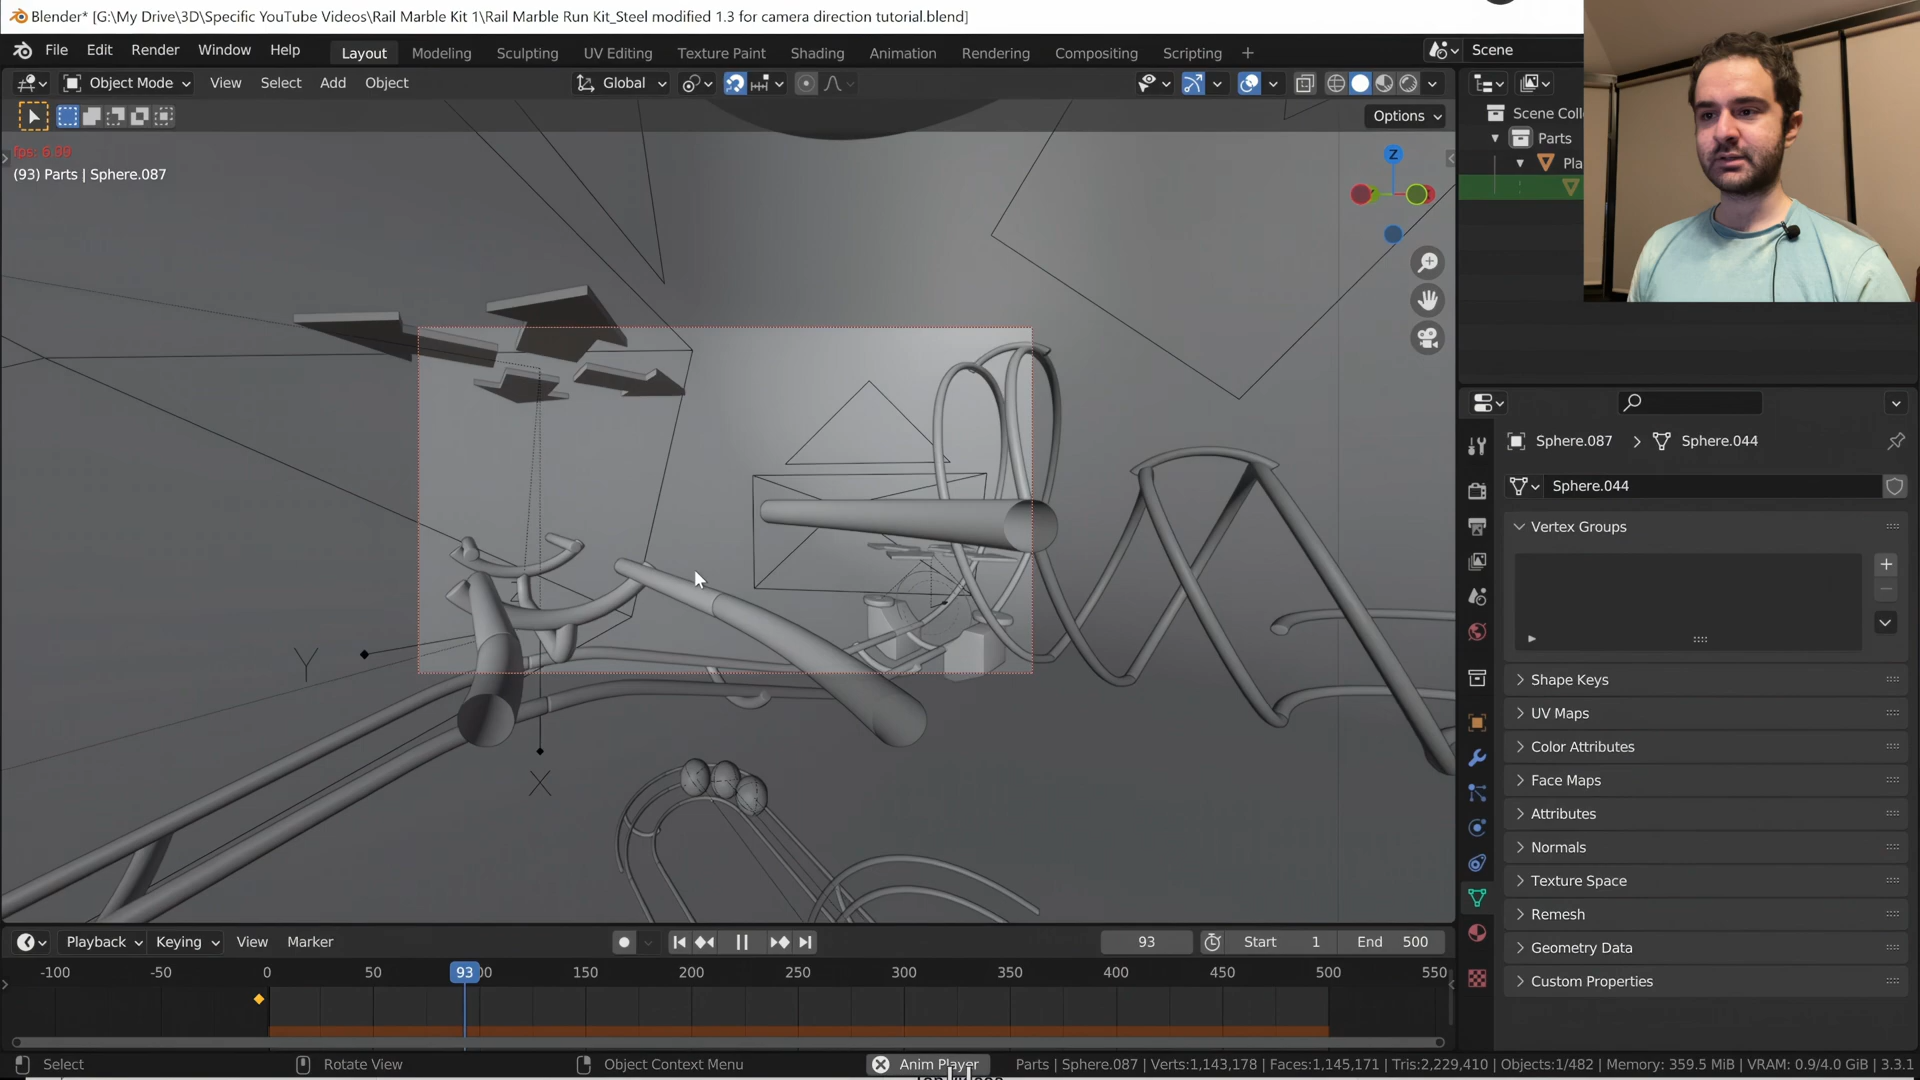 Blender* [G:\My Drive\3D\Specific YouTube Videos\Rail Marble Kit 1\Rail Marble Run Kit_Steel modified 1.3 for camera direction tutorial.blend]
File Edit Render Window Help Layout Modeling Sculpting UV Editing Texture Paint Shading Animation Rendering Compositing Scripting + Scene
Object Mode View Select Add Object Global
Options
Scene Coll
Parts
Pla
(93) Parts | Sphere.087
Z
Y
X
Sphere.087 > Sphere.044
Sphere.044
Vertex Groups
Shape Keys
UV Maps
Color Attributes
Face Maps
Attributes
Normals
Texture Space
Remesh
Geometry Data
Custom Properties
Playback Keying View Marker 93 Start 1 End 500
-100 -50 0 50 93 150 200 250 300 350 400 450 500 550
Select Rotate View Object Context Menu Anim Player Parts | Sphere.087 | Verts:1,143,178 | Faces:1,145,171 | Tris:2,229,410 | Objects:1/482 | Memory: 359.5 MiB | VRAM: 0.9/4.0 GiB | 3.3.1